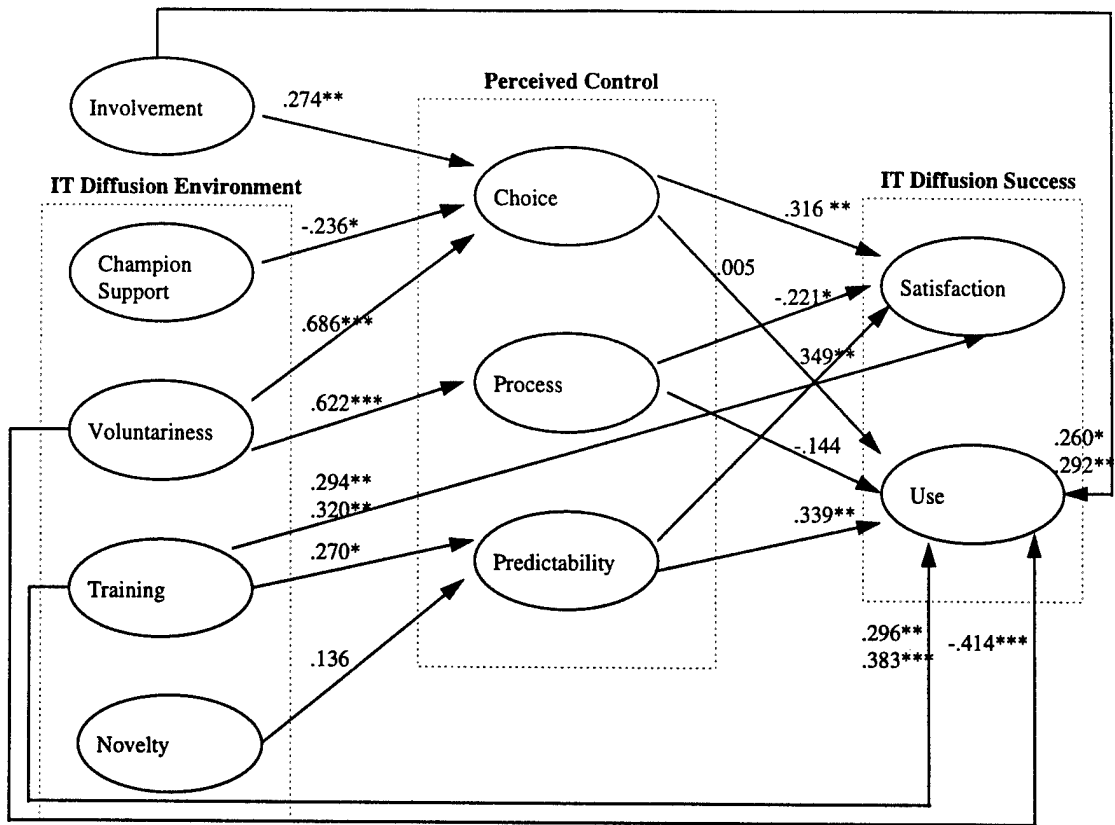 Perceived Control
Involvement
.274**
IT Diffusion Environment
IT Diffusion Success
Choice
-.236*
.316 **
Champion
Support
.005
Satisfaction
-.221*
.686***
.349**
Process
.622***
Voluntariness
.260*
-.144
.292**
.294**
Use
.320**
.339**
.270*
Predictability
Training
.296**
-.414***
.383***
.136
Novelty